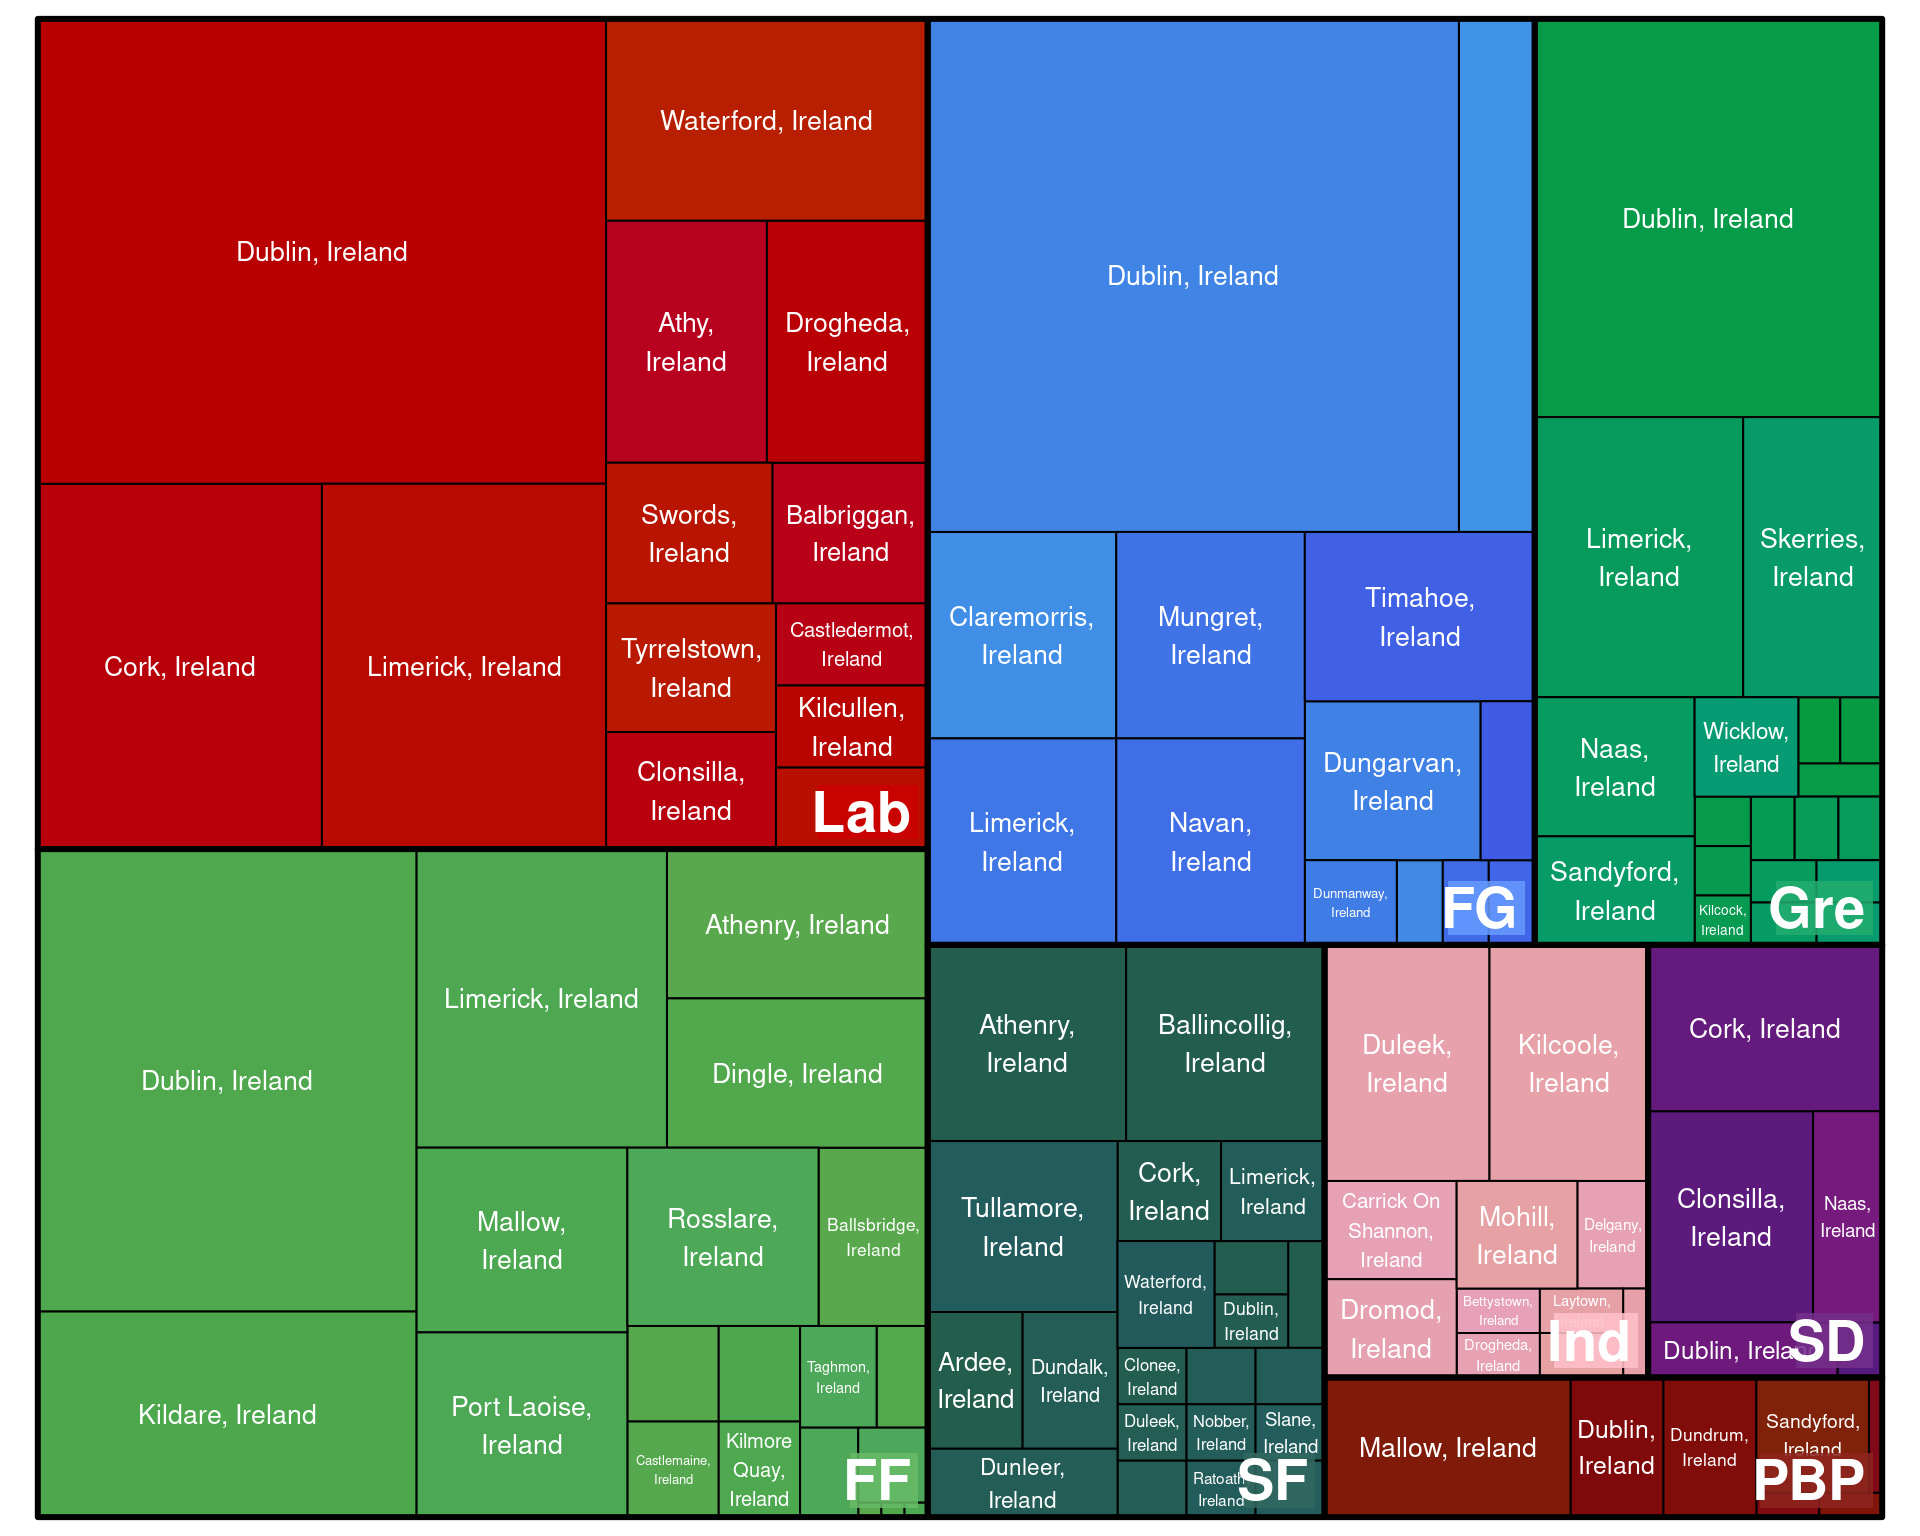 Dublin, Ireland
Waterford, Ireland
Athy,
Ireland
Drogheda,
Ireland
Cork, Ireland
Limerick, Ireland
Swords,
Ireland
Balbriggan,
Ireland
Tyrrelstown,
Ireland
Castledermot,
Ireland
Kilcullen,
Ireland
Clonsilla,
Ireland
Lab
Dublin, Ireland
Claremorris,
Ireland
Mungret,
Ireland
Timahoe,
Ireland
Limerick,
Ireland
Navan,
Ireland
Dungarvan,
Ireland
Dunmanway,
Ireland
FG
Dublin, Ireland
Limerick,
Ireland
Skerries,
Ireland
Naas,
Ireland
Wicklow,
Ireland
Sandyford,
Ireland
Kilcock,
Ireland
Gre
Dublin, Ireland
Kildare, Ireland
Limerick, Ireland
Athenry, Ireland
Dingle, Ireland
Mallow,
Ireland
Rosslare,
Ireland
Ballsbridge,
Ireland
Port Laoise,
Ireland
Taghmon,
Ireland
Castlemaine,
Ireland
Kilmore
Quay,
Ireland
FF
Athenry,
Ireland
Ballincollig,
Ireland
Tullamore,
Ireland
Cork,
Ireland
Limerick,
Ireland
Waterford,
Ireland
Dublin,
Ireland
Ardee,
Ireland
Dundalk,
Ireland
Clonee,
Ireland
Duleek,
Ireland
Nobber,
Ireland
Slane,
Ireland
Dunleer,
Ireland
Ratoath,
Ireland
SF
Duleek,
Ireland
Kilcoole,
Ireland
Carrick On
Shannon,
Ireland
Mohill,
Ireland
Delgany,
Ireland
Dromod,
Ireland
Bettystown,
Ireland
Laytown,
Ireland
Drogheda,
Ireland
Ind
Cork, Ireland
Clonsilla,
Ireland
Naas,
Ireland
Dublin, Ireland
SD
Mallow, Ireland
Dublin,
Ireland
Dundrum,
Ireland
Sandyford,
Ireland
PBP